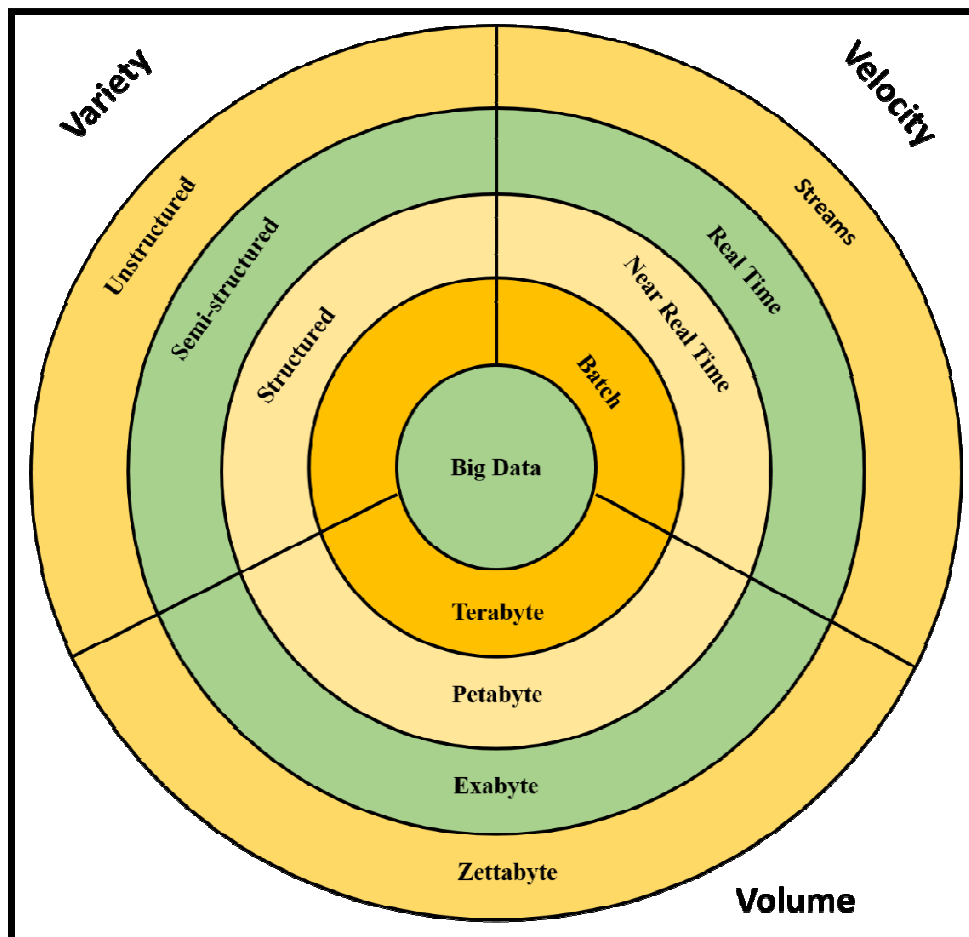 Variety
Velocity
Unstructured
Semi-structured
Structured
Streams
Real Time
Near Real Time
Batch
Big Data
Terabyte
Petabyte
Exabyte
Zettabyte
Volume